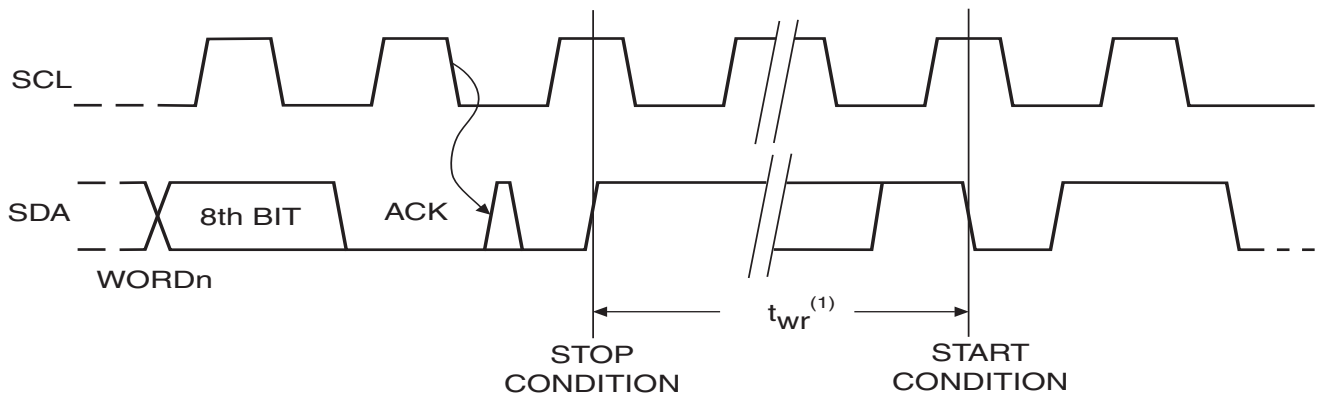 SCL
SDA
8th BIT
ACK
WORDn
twr(1)
STOP
CONDITION
START
CONDITION